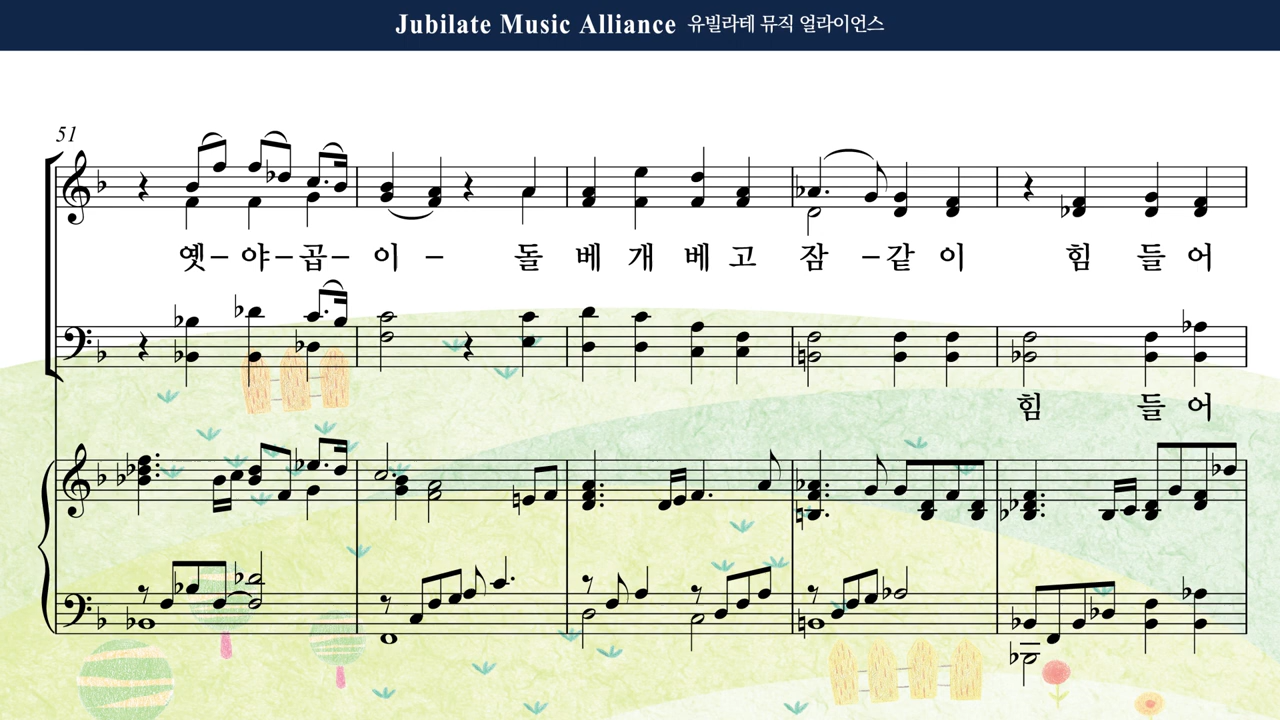 Jubilate Music Alliance 유빌라테 뮤직 얼라이언스
51
옛-야-곱-이 - 돌 베 개 베 고 잠 -같 이 힘 들 어
힘 들 어